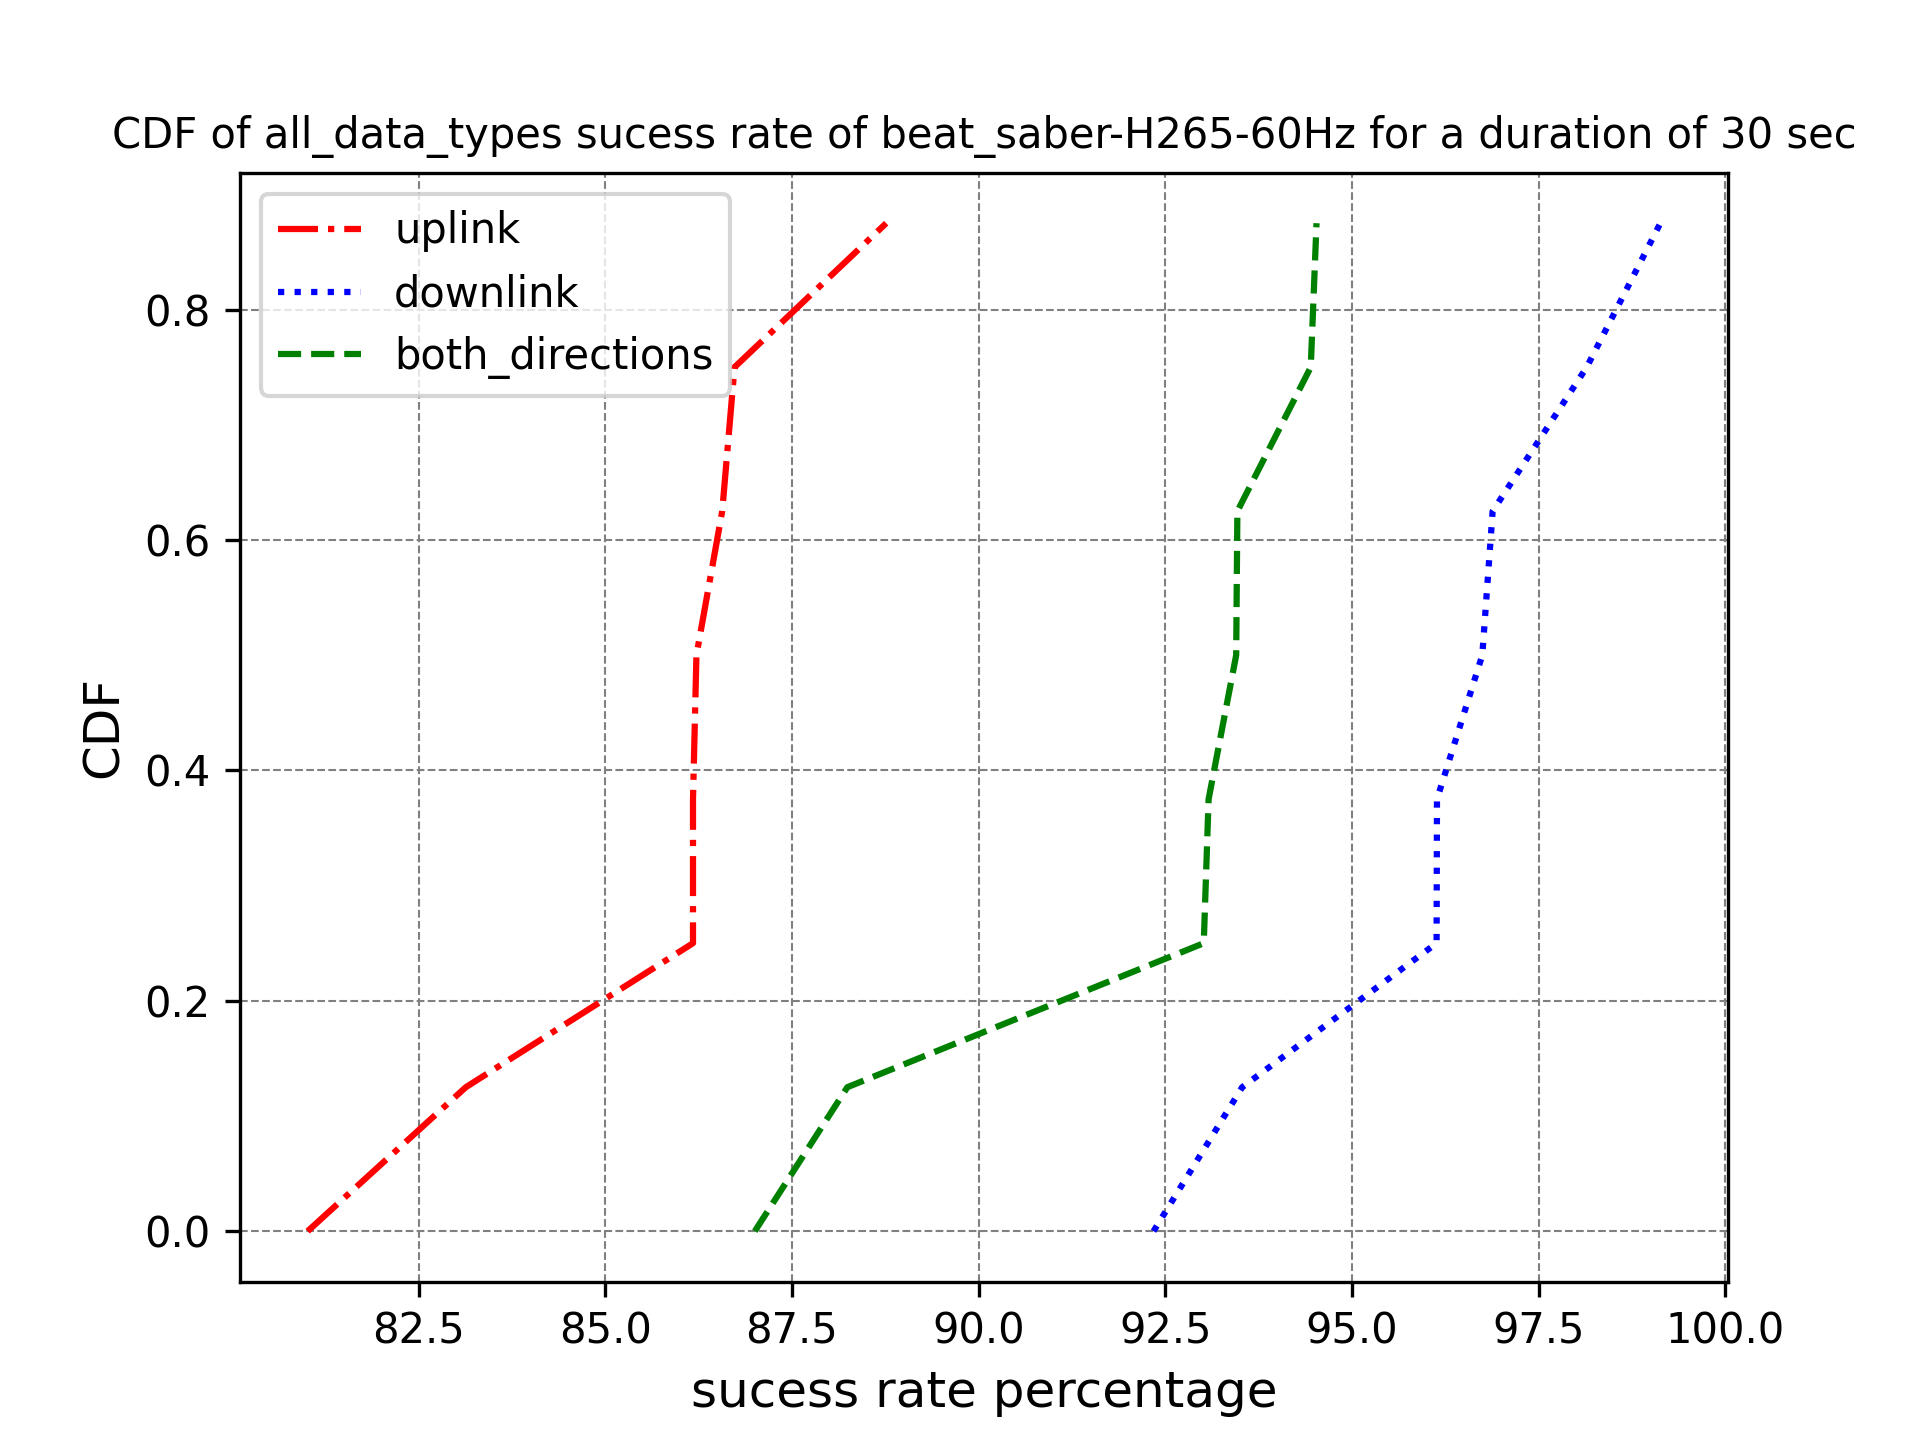 CDF of all_data_types sucess rate of beat_saber-H265-60Hz for a duration of 30 sec
uplink
downlink
both_directions
CDF
0.8
0.6
0.4
0.2
0.0
82.5 85.0 87.5 90.0 92.5 95.0 97.5 100.0
sucess rate percentage